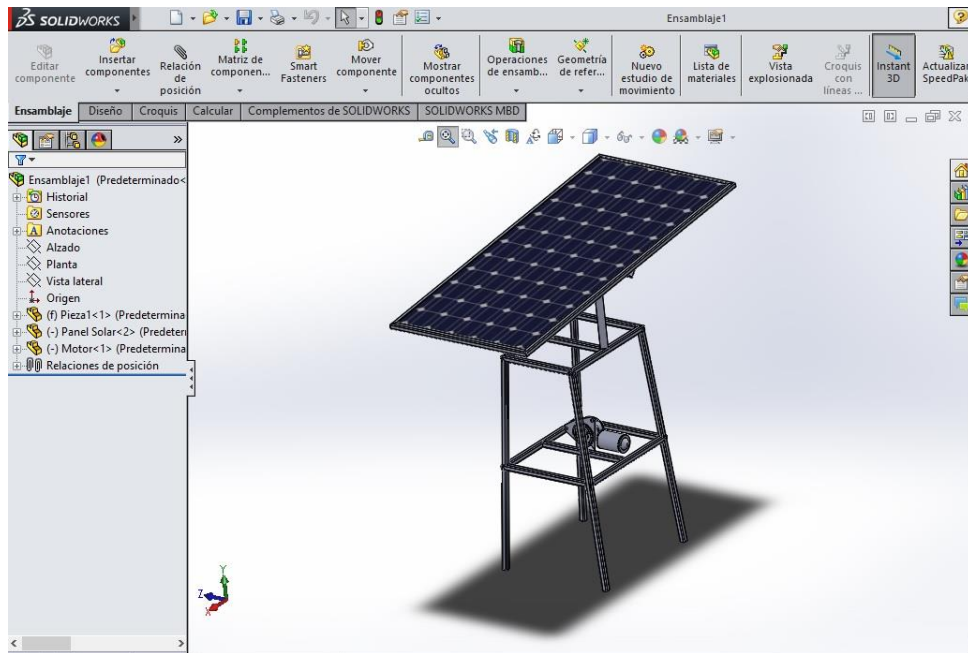 SOLIDWORKS
Ensamblaje1
Editar componente
Insertar componentes
Relación de posición
Matriz de componen...
Smart Fasteners
Mover componente
Mostrar componentes ocultos
Operaciones de ensamb...
Geometría de refer...
Nuevo estudio de movimiento
Lista de materiales
Vista explosionada
Croquis con líneas ...
Instant 3D
Actualizar SpeedPak
Ensamblaje
Diseño
Croquis
Calcular
Complementos de SOLIDWORKS
SOLIDWORKS MBD
Ensamblaje1 (Predeterminado<
Historial
Sensores
A Anotaciones
Alzado
Planta
Vista lateral
Origen
(f) Pieza1<1> (Predetermina
(-) Panel Solar<2> (Predeter
(-) Motor<1> (Predetermina
Relaciones de posición
Y
Z
X